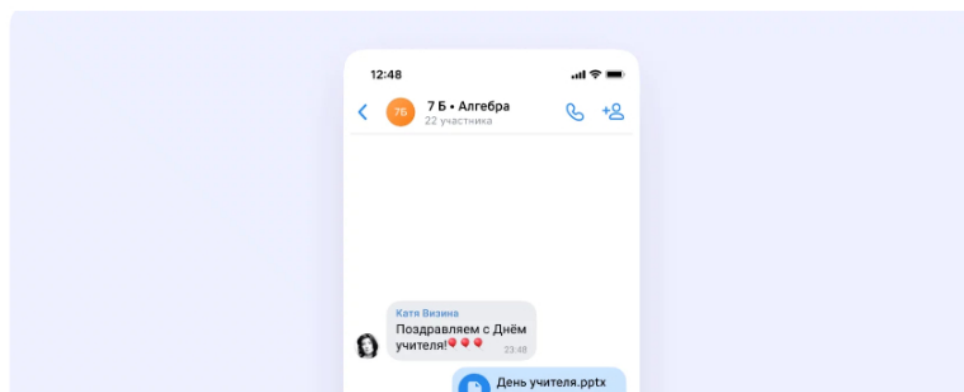 12:48
7Б
7 Б • Алгебра
22 участника
Катя Визина
Поздравляем с Днём
учителя!🎈🎈🎈
23:48
День учителя.pptx